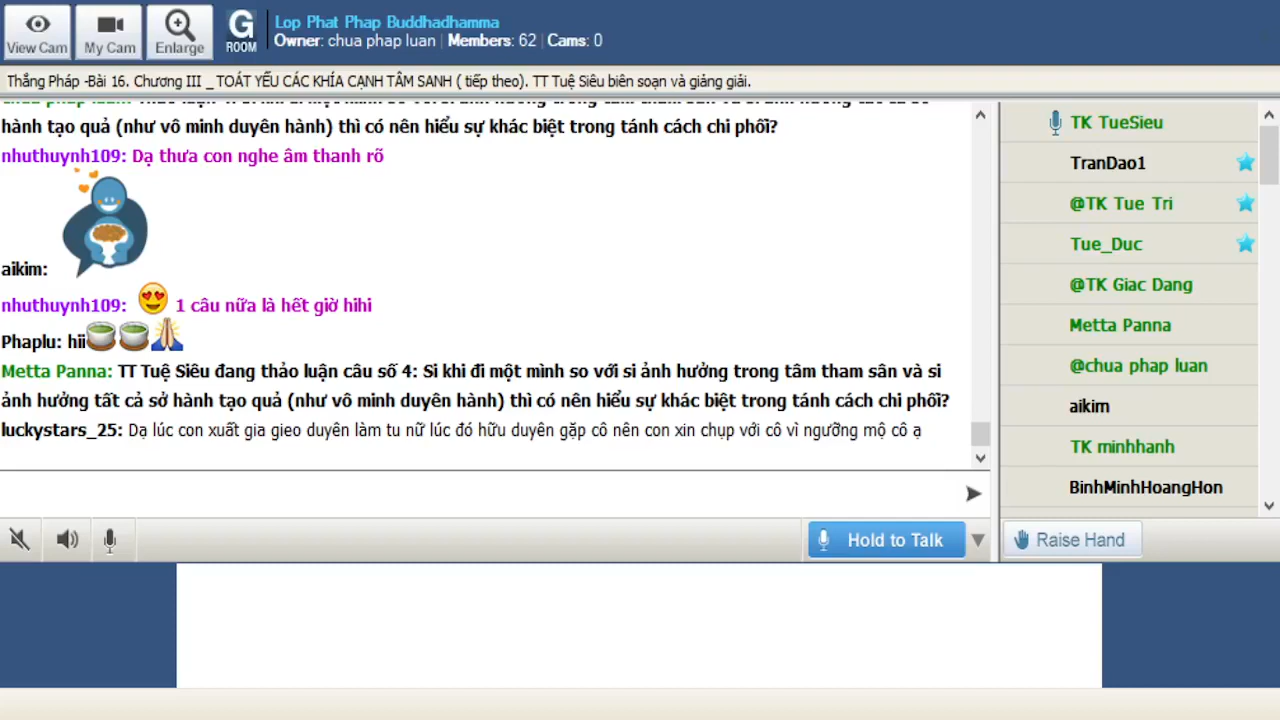 View Cam
My Cam
Enlarge
G
ROOM
Lop Phat Phap Buddhadhamma
Owner: chua phap luan | Members: 62 | Cams: 0
Thắng Pháp -Bài 16. Chương III _TOÁT YẾU CÁC KHÍA CẠNH TÂM SANH ( tiếp theo). TT Tuệ Siêu biên soạn và giảng giải.
hành tạo quả (như vô minh duyên hành) thì có nên hiểu sự khác biệt trong tánh cách chi phối?
nhuthuynh109: Dạ thưa con nghe âm thanh rõ
aikim:
nhuthuynh109: 1 câu nữa là hết giờ hihi
Phaplu: hii
Metta Panna: TT Tuệ Siêu đang thảo luận câu số 4: Si khi đi một mình so với si ảnh hưởng trong tâm tham sân và si
ảnh hưởng tất cả sở hành tạo quả (như vô minh duyên hành) thì có nên hiểu sự khác biệt trong tánh cách chi phối?
luckystars_25: Dạ lúc con xuất gia gieo duyên làm tu nữ lúc đó hữu duyên gặp cô nên con xin chụp với cô vì ngưỡng mộ cô ạ
TK TueSieu
TranDao1
@TK Tue Tri
Tue_Duc
@TK Giac Dang
Metta Panna
@chua phap luan
aikim
TK minhhanh
BinhMinhHoangHon
Hold to Talk
Raise Hand